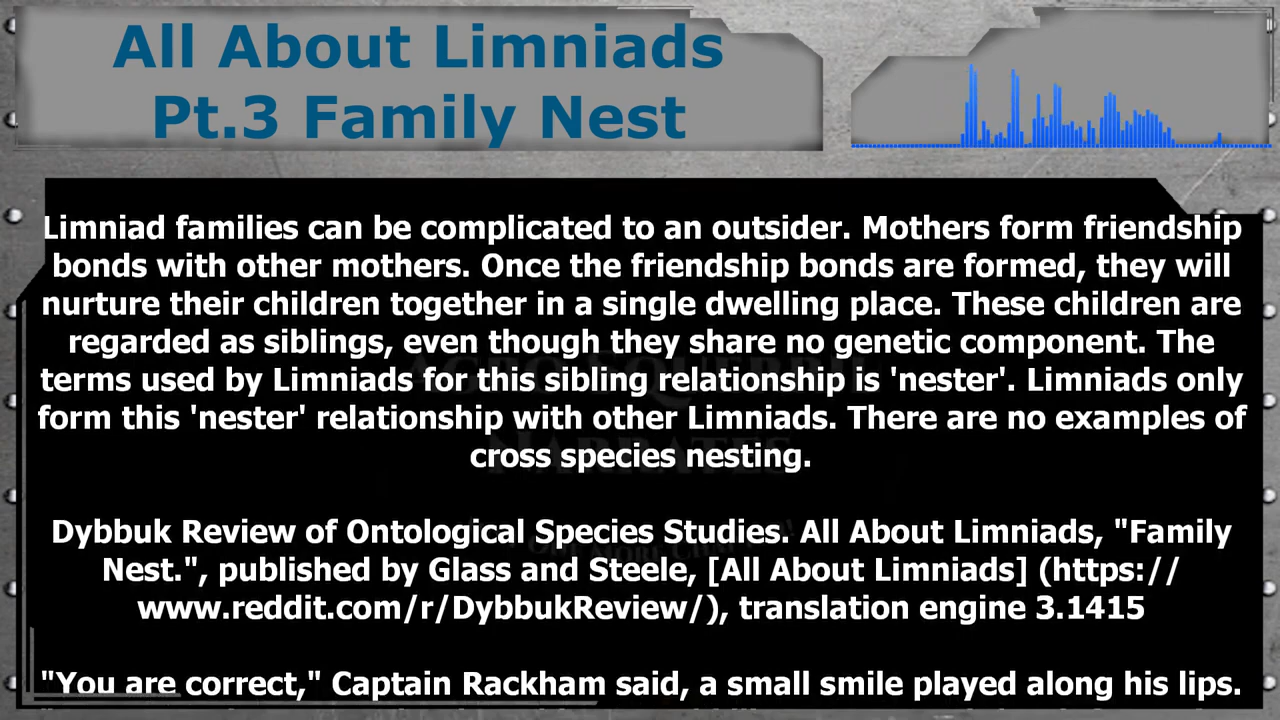 All About Limniads
Pt.3 Family Nest
Limniad families can be complicated to an outsider. Mothers form friendship
bonds with other mothers. Once the friendship bonds are formed, they will
nurture their children together in a single dwelling place. These children are
regarded as siblings, even though they share no genetic component. The
terms used by Limniads for this sibling relationship is 'nester'. Limniads only
form this 'nester' relationship with other Limniads. There are no examples of
cross species nesting.
Dybbuk Review of Ontological Species Studies. All About Limniads, "Family
Nest.", published by Glass and Steele, [All About Limniads] (https://
www.reddit.com/r/DybbukReview/), translation engine 3.1415
"You are correct," Captain Rackham said, a small smile played along his lips.